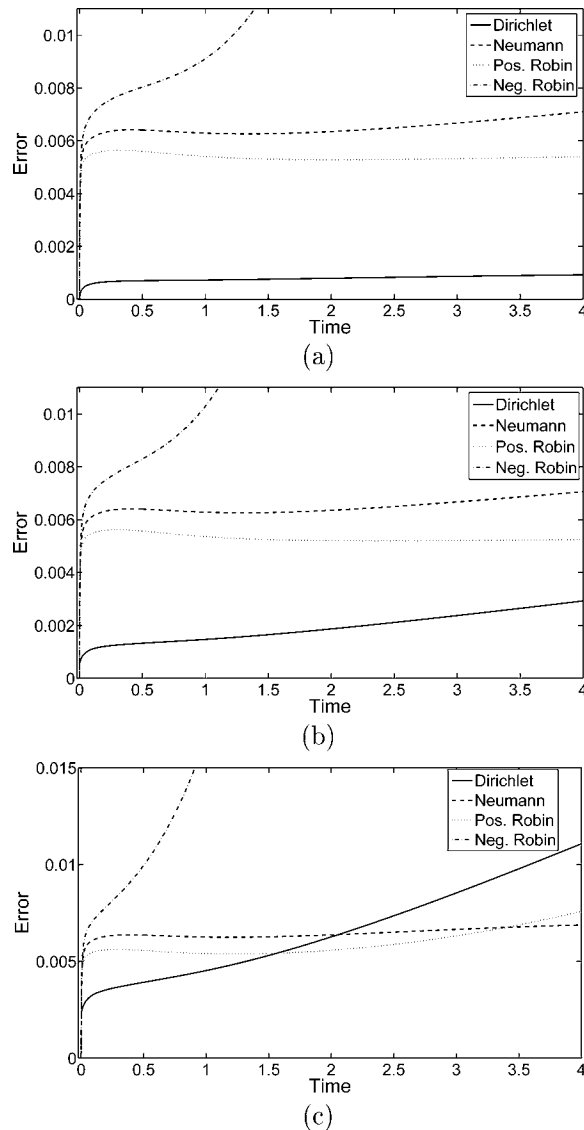 0.01
0.008
0.006
0.004
0.002
0
Error
Dirichlet
Neumann
Pos. Robin
Neg. Robin
0 0.5 1 1.5 2 2.5 3 3.5 4
Time
(a)
0.01
0.008
0.006
0.004
0.002
0
Error
Dirichlet
Neumann
Pos. Robin
Neg. Robin
0 0.5 1 1.5 2 2.5 3 3.5 4
Time
(b)
0.015
0.01
0.005
0
Error
Dirichlet
Neumann
Pos. Robin
Neg. Robin
0 0.5 1 1.5 2 2.5 3 3.5 4
Time
(c)